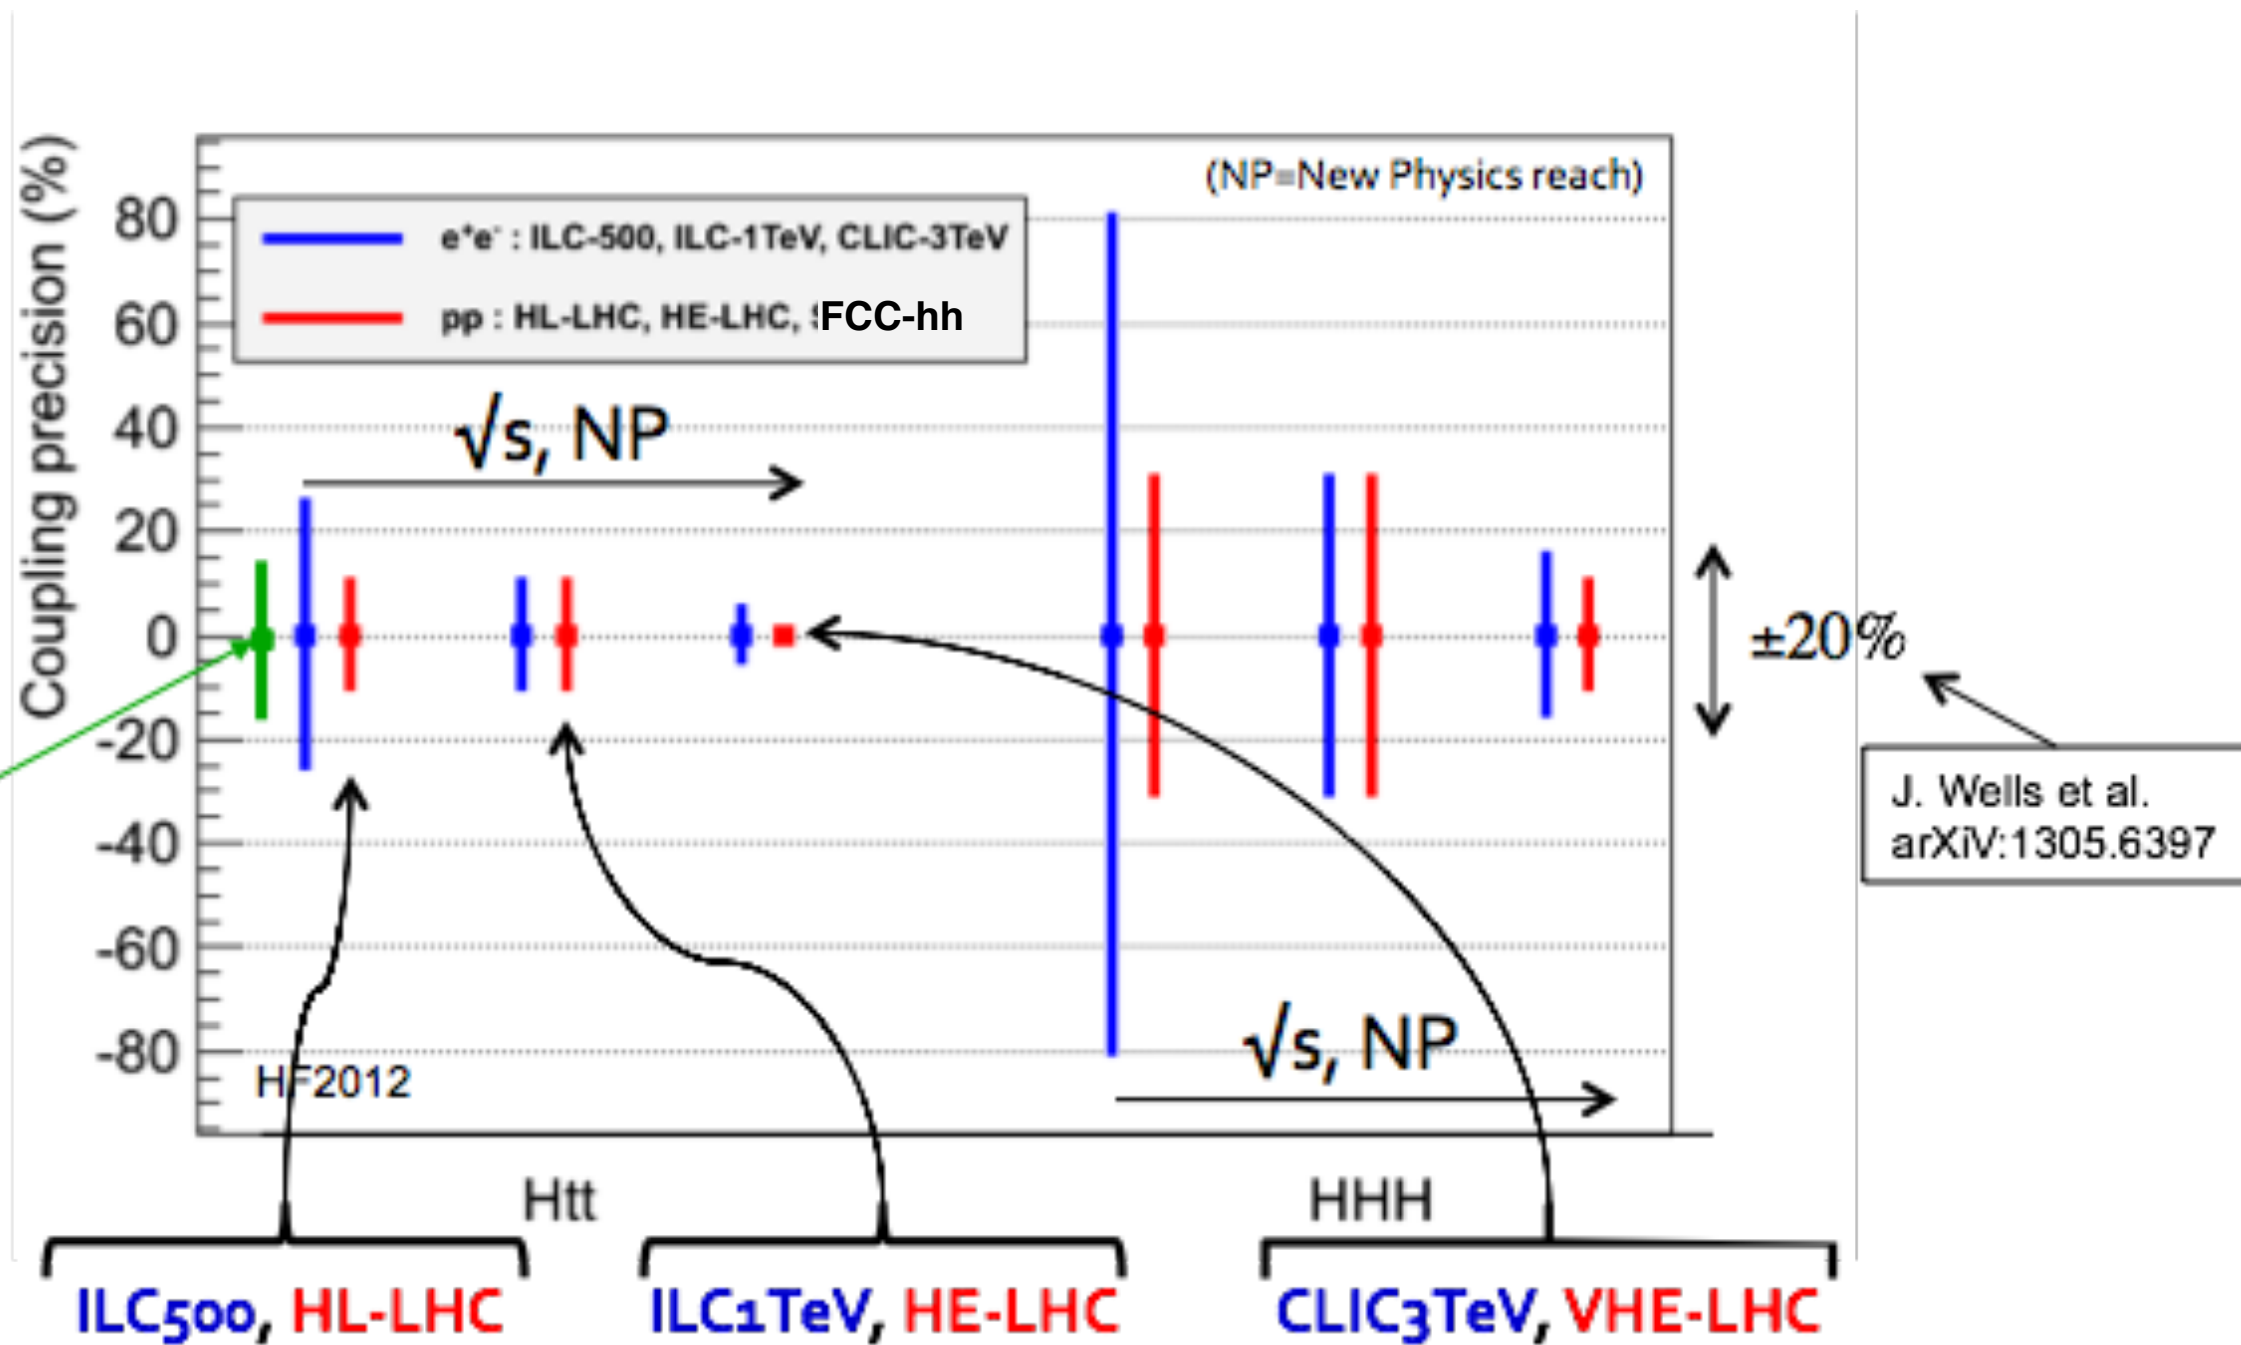 (NP=New Physics reach)
Coupling precision (%)
80
60
40
20
0
-20
-40
-60
-80
e⁺e⁻ : ILC-500, ILC-1TeV, CLIC-3TeV
pp : HL-LHC, HE-LHC, FCC-hh
√s, NP
±20%
J. Wells et al.
arXiV:1305.6397
√s, NP
HF2012
Htt
HHH
ILC500, HL-LHC
ILC1TeV, HE-LHC
CLIC3TeV, VHE-LHC